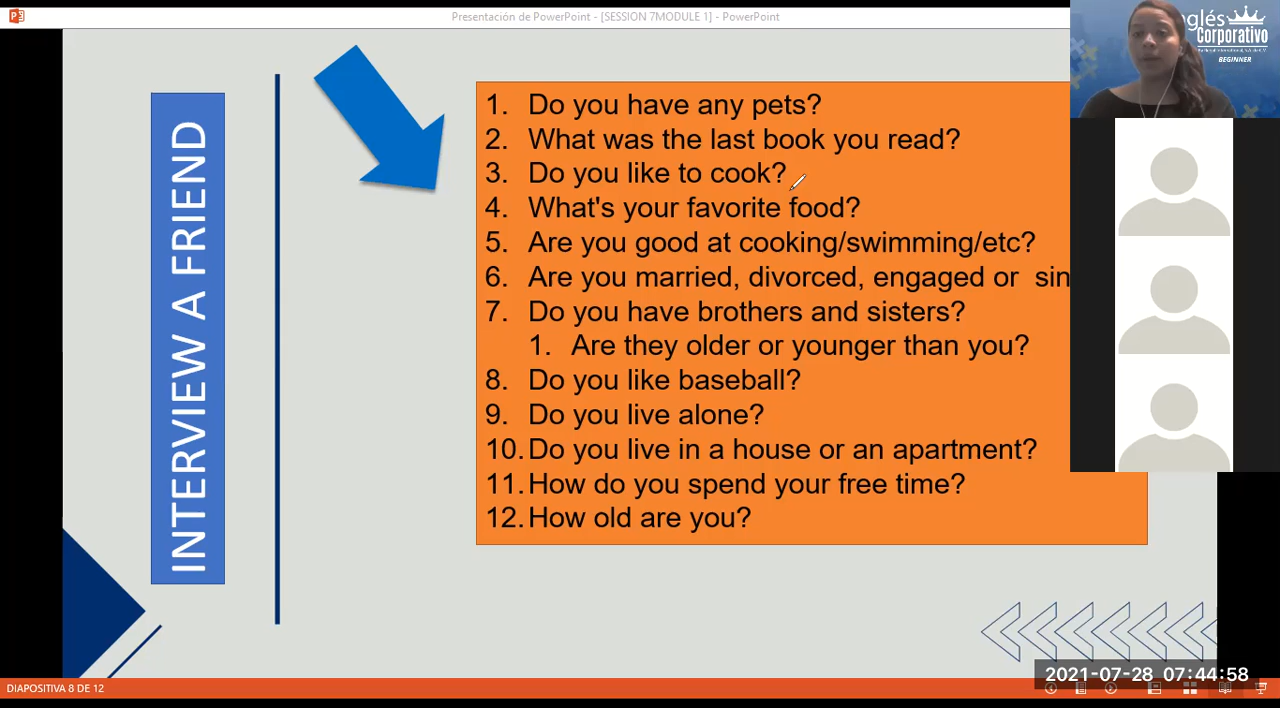 Presentación de PowerPoint - [SESSION 7MODULE 1] - PowerPoint
Inglés
Corporativo
BEGINNER
INTERVIEW A FRIEND
1. Do you have any pets?
2. What was the last book you read?
3. Do you like to cook?
4. What's your favorite food?
5. Are you good at cooking/swimming/etc?
6. Are you married, divorced, engaged or sin
7. Do you have brothers and sisters?
1. Are they older or younger than you?
8. Do you like baseball?
9. Do you live alone?
10. Do you live in a house or an apartment?
11. How do you spend your free time?
12. How old are you?
2021-07-28 07:44:58
DIAPOSITIVA 8 DE 12